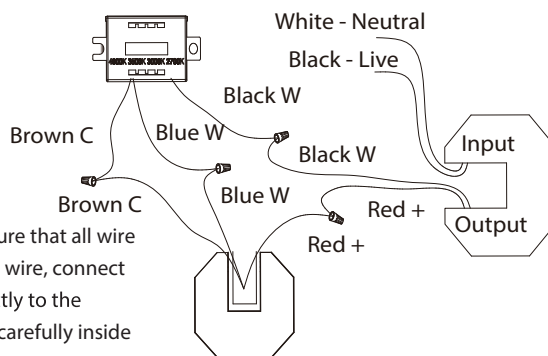 White - Neutral
Black - Live
4000K 3500K 3000K 2700K
Black W
Brown C
Blue W
Input
Black W
Brown C
Blue W
Red +
Output
Red +
ure that all wire
wire, connect
tly to the
carefully inside